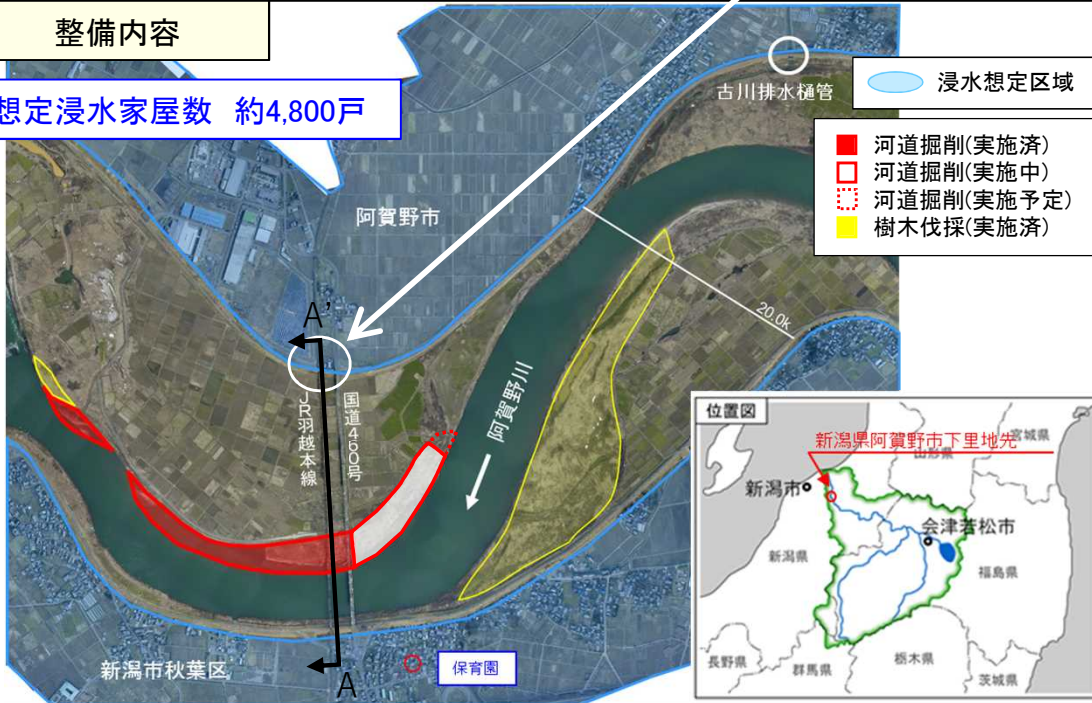 整備内容
想定浸水家屋数 約4,800戸
古川排水樋管
浸水想定区域
河道掘削(実施済)
河道掘削(実施中)
河道掘削(実施予定)
樹木伐採(実施済)
阿賀野市
A'
20.0k
JR羽越本線
国道460号
阿賀野川
新潟市秋葉区
A
保育園
位置図
新潟県阿賀野市下里地先
宮城県
山形県
新潟市
会津若松市
新潟県
福島県
長野県
群馬県
栃木県
茨城県